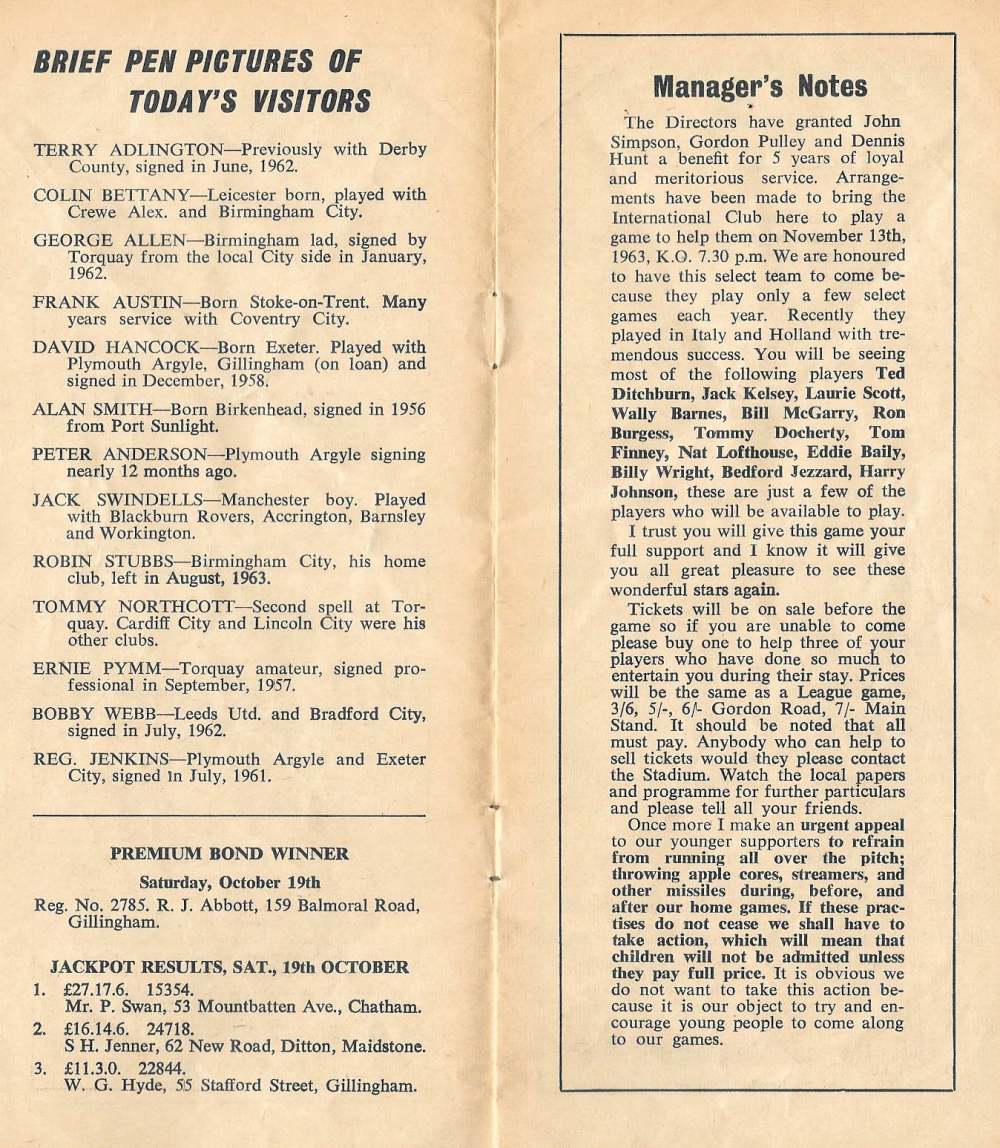 BRIEF PEN PICTURES OF
TODAY'S VISITORS
TERRY ADLINGTON—Previously with Derby
County, signed in June, 1962.
COLIN BETTANY—Leicester born, played with
Crewe Alex. and Birmingham City.
GEORGE ALLEN—Birmingham lad, signed by
Torquay from the local City side in January,
1962.
FRANK AUSTIN—Born Stoke-on-Trent. Many
years service with Coventry City.
DAVID HANCOCK—Born Exeter. Played with
Plymouth Argyle, Gillingham (on loan) and
signed in December, 1958.
ALAN SMITH—Born Birkenhead, signed in 1956
from Port Sunlight.
PETER ANDERSON—Plymouth Argyle signing
nearly 12 months ago.
JACK SWINDELLS—Manchester boy. Played
with Blackburn Rovers, Accrington, Barnsley
and Workington.
ROBIN STUBBS—Birmingham City, his home
club, left in August, 1963.
TOMMY NORTHCOTT—Second spell at Tor-
quay. Cardiff City and Lincoln City were his
other clubs.
ERNIE PYMM—Torquay amateur, signed pro-
fessional in September, 1957.
BOBBY WEBB—Leeds Utd. and Bradford City,
signed in July, 1962.
REG. JENKINS—Plymouth Argyle and Exeter
City, signed in July, 1961.
PREMIUM BOND WINNER
Saturday, October 19th
Reg. No. 2785. R. J. Abbott, 159 Balmoral Road,
Gillingham.
JACKPOT RESULTS, SAT., 19th OCTOBER
1. £27.17.6. 15354.
Mr. P. Swan, 53 Mountbatten Ave., Chatham.
2. £16.14.6. 24718.
S H. Jenner, 62 New Road, Ditton, Maidstone.
3. £11.3.0. 22844.
W. G. Hyde, 55 Stafford Street, Gillingham.
Manager's Notes
The Directors have granted John
Simpson, Gordon Pulley and Dennis
Hunt a benefit for 5 years of loyal
and meritorious service. Arrange-
ments have been made to bring the
International Club here to play a
game to help them on November 13th,
1963, K.O. 7.30 p.m. We are honoured
to have this select team to come be-
cause they play only a few select
games each year. Recently they
played in Italy and Holland with tre-
mendous success. You will be seeing
most of the following players Ted
Ditchburn, Jack Kelsey, Laurie Scott,
Wally Barnes, Bill McGarry, Ron
Burgess, Tommy Docherty, Tom
Finney, Nat Lofthouse, Eddie Baily,
Billy Wright, Bedford Jezzard, Harry
Johnson, these are just a few of the
players who will be available to play.
I trust you will give this game your
full support and I know it will give
you all great pleasure to see these
wonderful stars again.
Tickets will be on sale before the
game so if you are unable to come
please buy one to help three of your
players who have done so much to
entertain you during their stay. Prices
will be the same as a League game,
3/6, 5/-, 6/- Gordon Road, 7/- Main
Stand. It should be noted that all
must pay. Anybody who can help to
sell tickets would they please contact
the Stadium. Watch the local papers
and programme for further particulars
and please tell all your friends.
Once more I make an urgent appeal
to our younger supporters to refrain
from running all over the pitch;
throwing apple cores, streamers, and
other missiles during, before, and
after our home games. If these prac-
tises do not cease we shall have to
take action, which will mean that
children will not be admitted unless
they pay full price. It is obvious we
do not want to take this action be-
cause it is our object to try and en-
courage young people to come along
to our games.